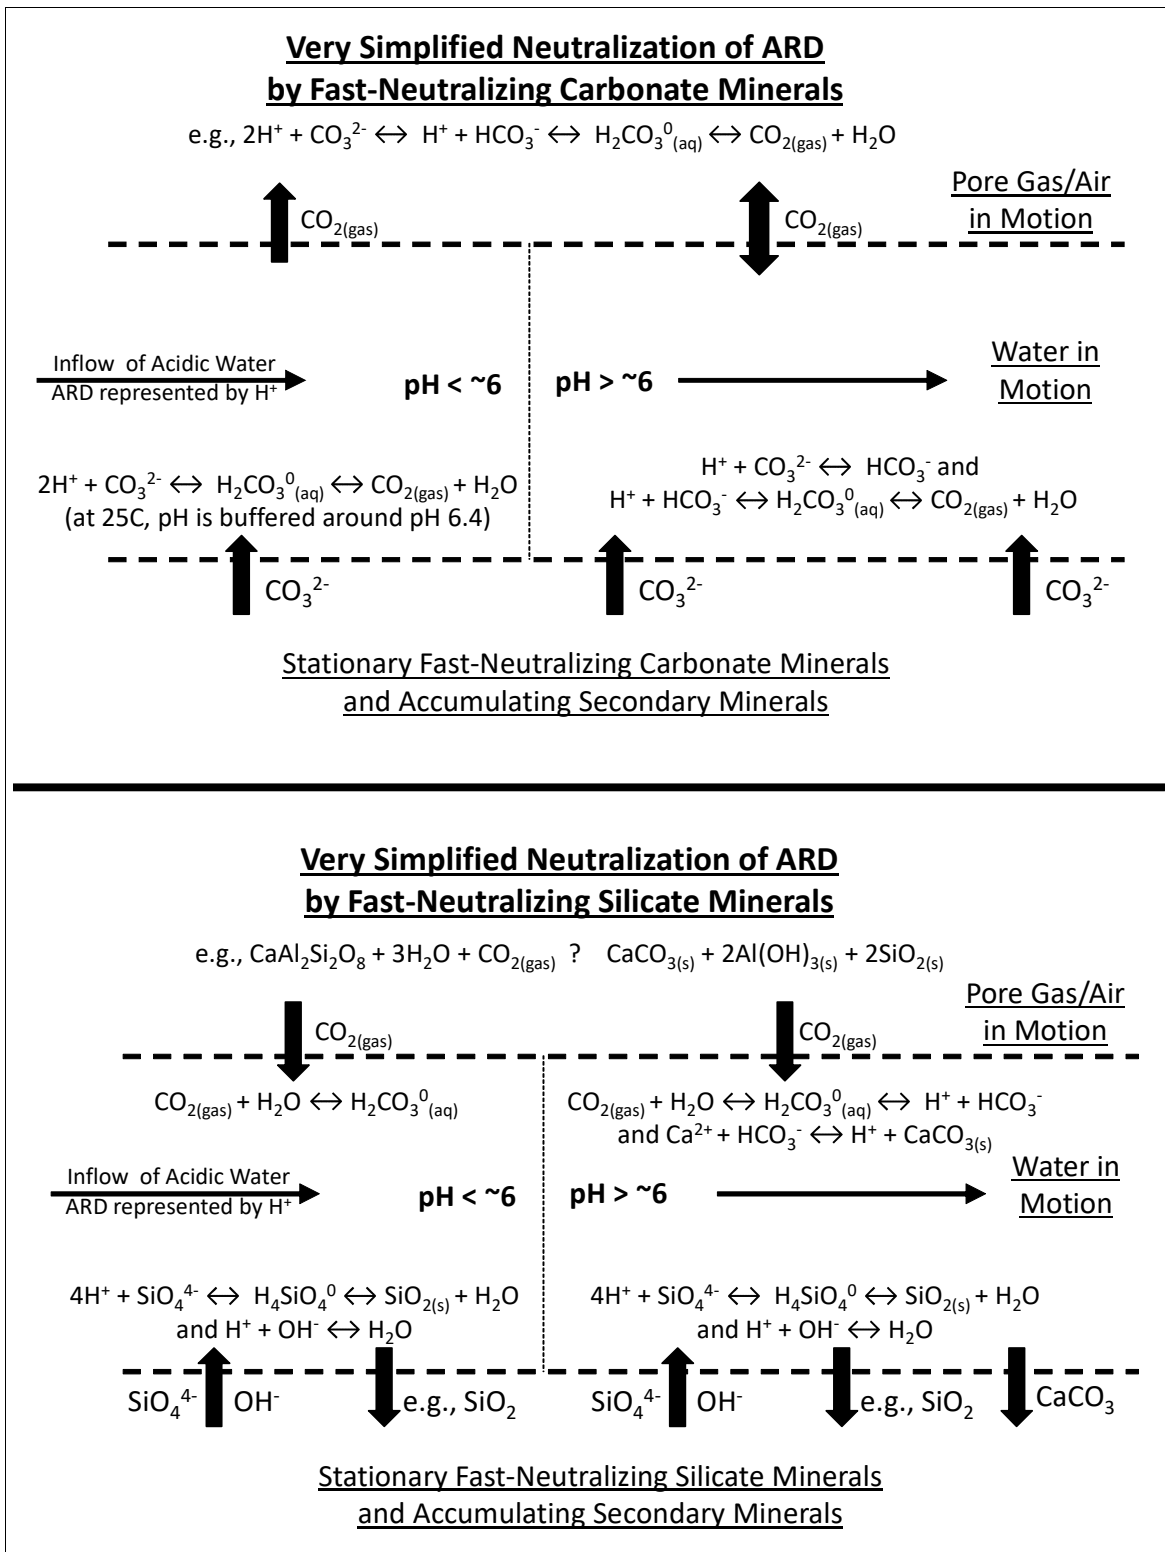 Very Simplified Neutralization of ARD
by Fast-Neutralizing Carbonate Minerals
e.g., 2H⁺ + CO₃²⁻ ↔ H⁺ + HCO₃⁻ ↔ H₂CO₃⁰₍aq₎ ↔ CO₂₍gas₎ + H₂O
Pore Gas/Air
in Motion
CO₂₍gas₎
CO₂₍gas₎
Inflow of Acidic Water
ARD represented by H⁺
pH < ~6
pH > ~6
Water in
Motion
2H⁺ + CO₃²⁻ ↔ H₂CO₃⁰₍aq₎ ↔ CO₂₍gas₎ + H₂O
(at 25C, pH is buffered around pH 6.4)
H⁺ + CO₃²⁻ ↔ HCO₃⁻ and
H⁺ + HCO₃⁻ ↔ H₂CO₃⁰₍aq₎ ↔ CO₂₍gas₎ + H₂O
CO₃²⁻
CO₃²⁻
CO₃²⁻
Stationary Fast-Neutralizing Carbonate Minerals
and Accumulating Secondary Minerals
Very Simplified Neutralization of ARD
by Fast-Neutralizing Silicate Minerals
e.g., CaAl₂Si₂O₈ + 3H₂O + CO₂₍gas₎ ? CaCO₃₍s₎ + 2Al(OH)₃₍s₎ + 2SiO₂₍s₎
Pore Gas/Air
in Motion
CO₂₍gas₎
CO₂₍gas₎
CO₂₍gas₎ + H₂O ↔ H₂CO₃⁰₍aq₎
CO₂₍gas₎ + H₂O ↔ H₂CO₃⁰₍aq₎ ↔ H⁺ + HCO₃⁻
and Ca²⁺ + HCO₃⁻ ↔ H⁺ + CaCO₃₍s₎
Inflow of Acidic Water
ARD represented by H⁺
pH < ~6
pH > ~6
Water in
Motion
4H⁺ + SiO₄⁴⁻ ↔ H₄SiO₄⁰ ↔ SiO₂₍s₎ + H₂O
and H⁺ + OH⁻ ↔ H₂O
4H⁺ + SiO₄⁴⁻ ↔ H₄SiO₄⁰ ↔ SiO₂₍s₎ + H₂O
and H⁺ + OH⁻ ↔ H₂O
SiO₄⁴⁻ OH⁻ e.g., SiO₂
SiO₄⁴⁻ OH⁻ e.g., SiO₂ CaCO₃
Stationary Fast-Neutralizing Silicate Minerals
and Accumulating Secondary Minerals